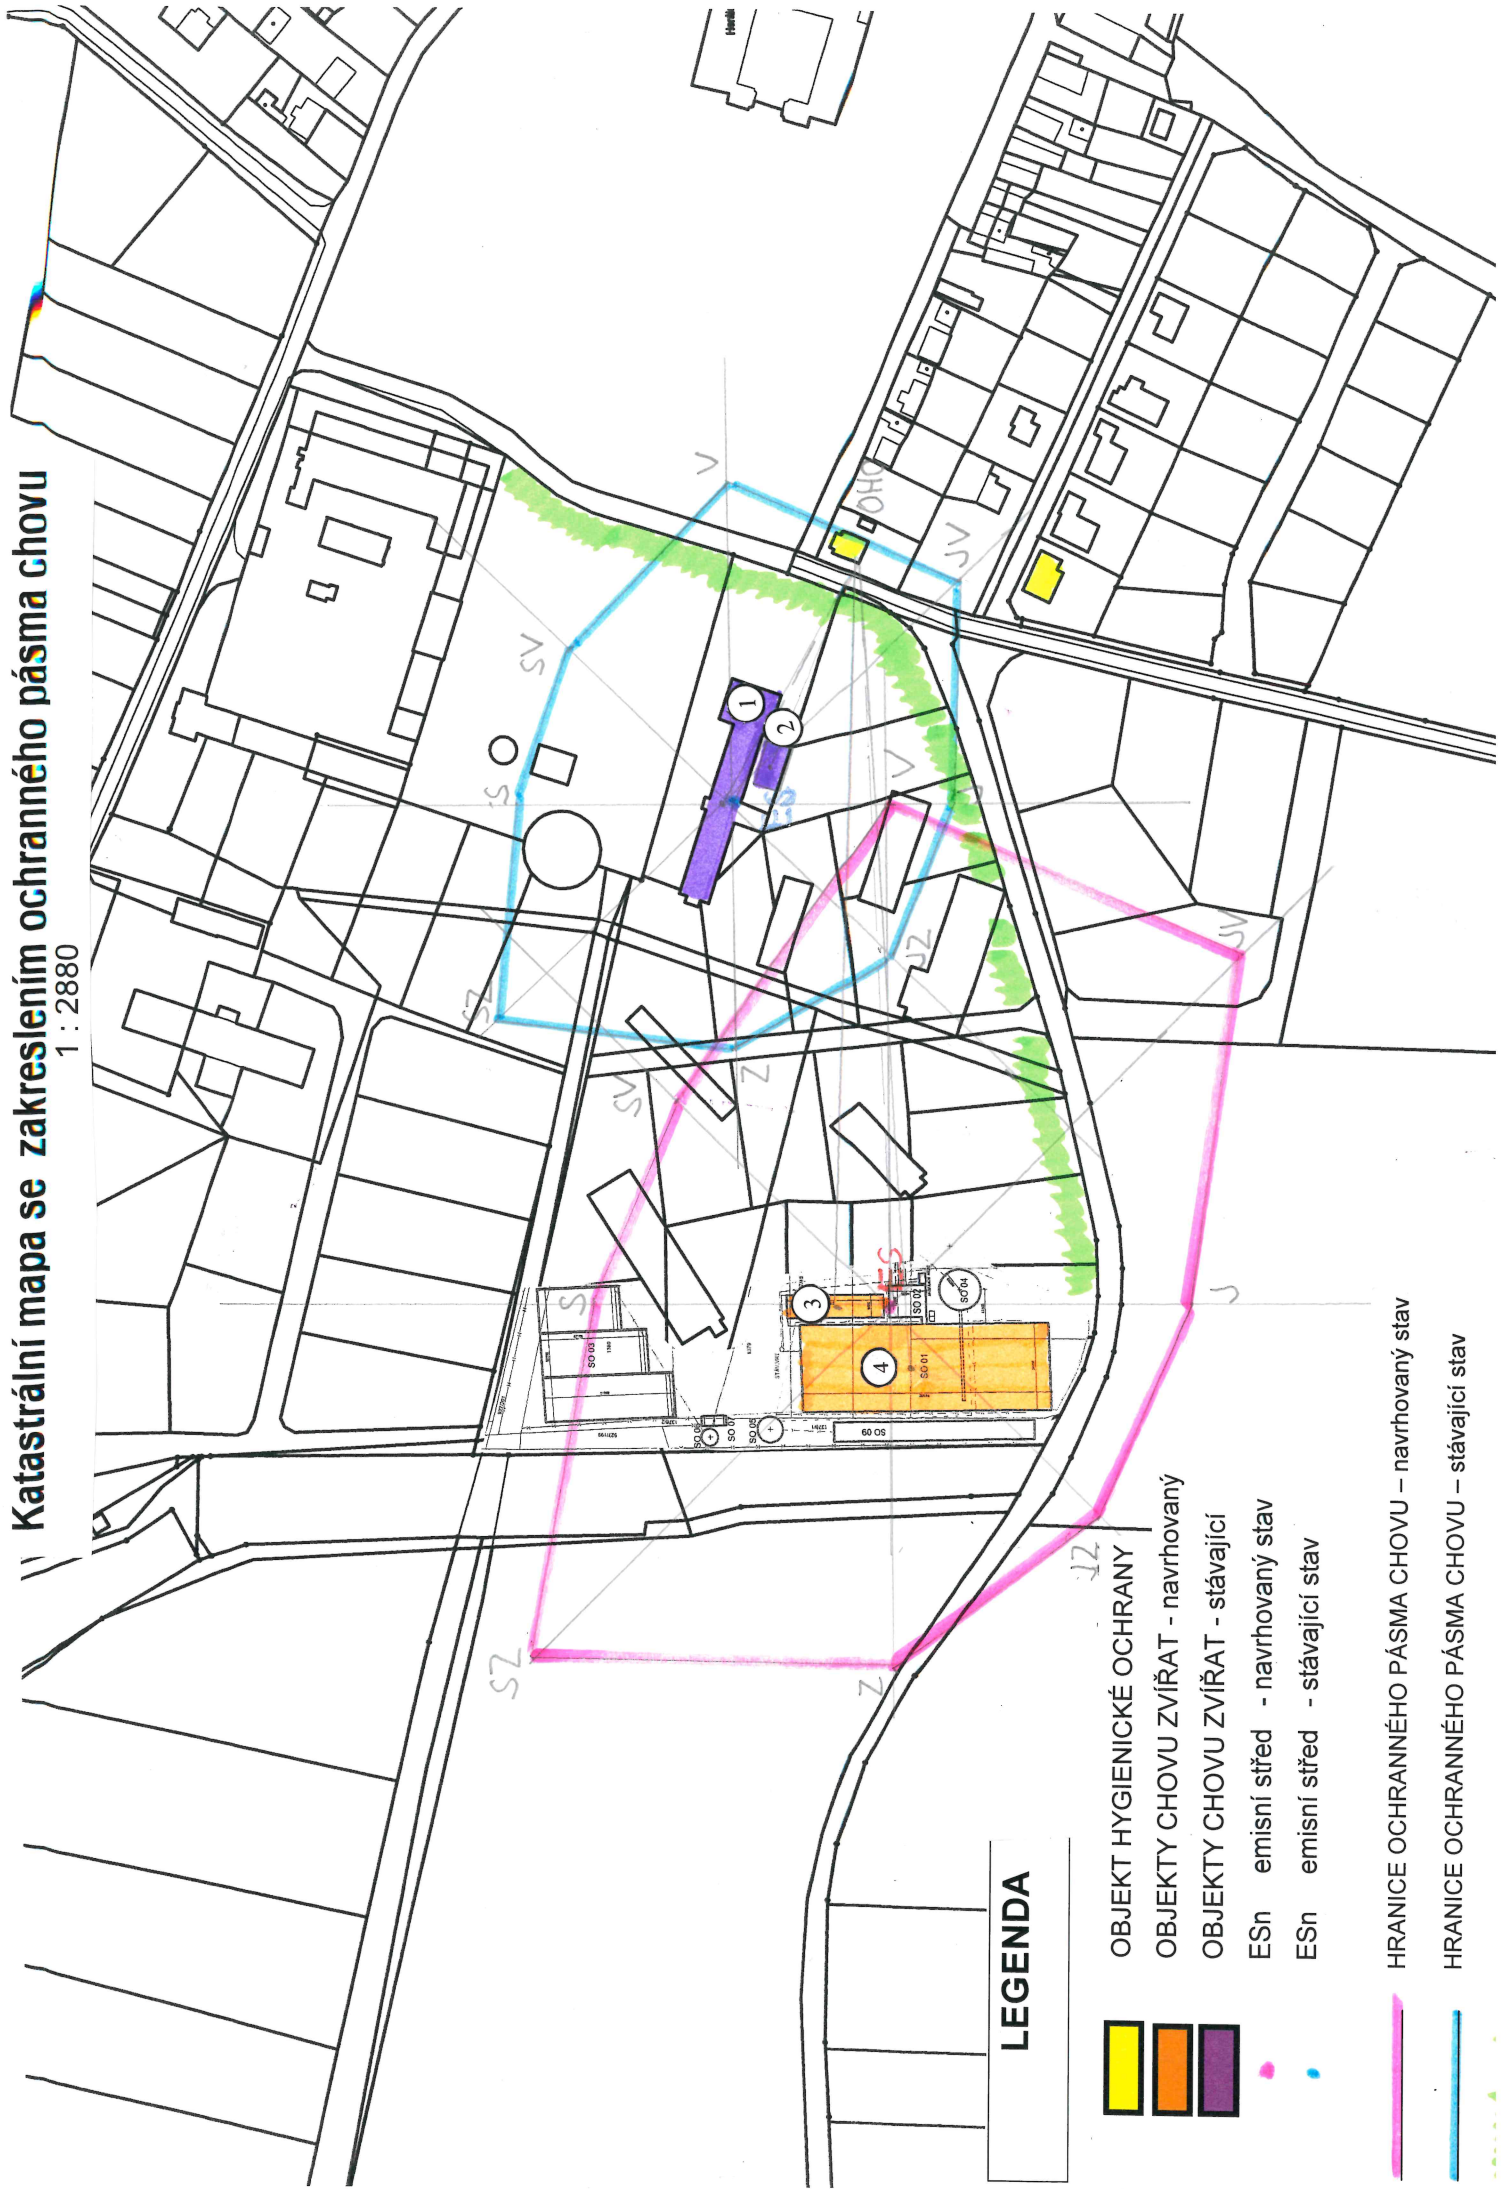 Katastrální mapa se zakreslením ochranného pásma chovu
1 : 2880
V
SV
S
SZ
Z
JZ
JV
OHO
ES
1
2
V
SV
S
SZ
Z
JZ
J
JV
ES
3
4
SO 01
SO 02
SO 03
SO 04
SO 05
SO 07
SO 09
LEGENDA
OBJEKT HYGIENICKÉ OCHRANY
OBJEKTY CHOVU ZVÍŘAT - navrhovaný
OBJEKTY CHOVU ZVÍŘAT - stávající
ESn emisní střed - navrhovaný stav
ESn emisní střed - stávající stav
HRANICE OCHRANNÉHO PÁSMA CHOVU – navrhovaný stav
HRANICE OCHRANNÉHO PÁSMA CHOVU – stávající stav